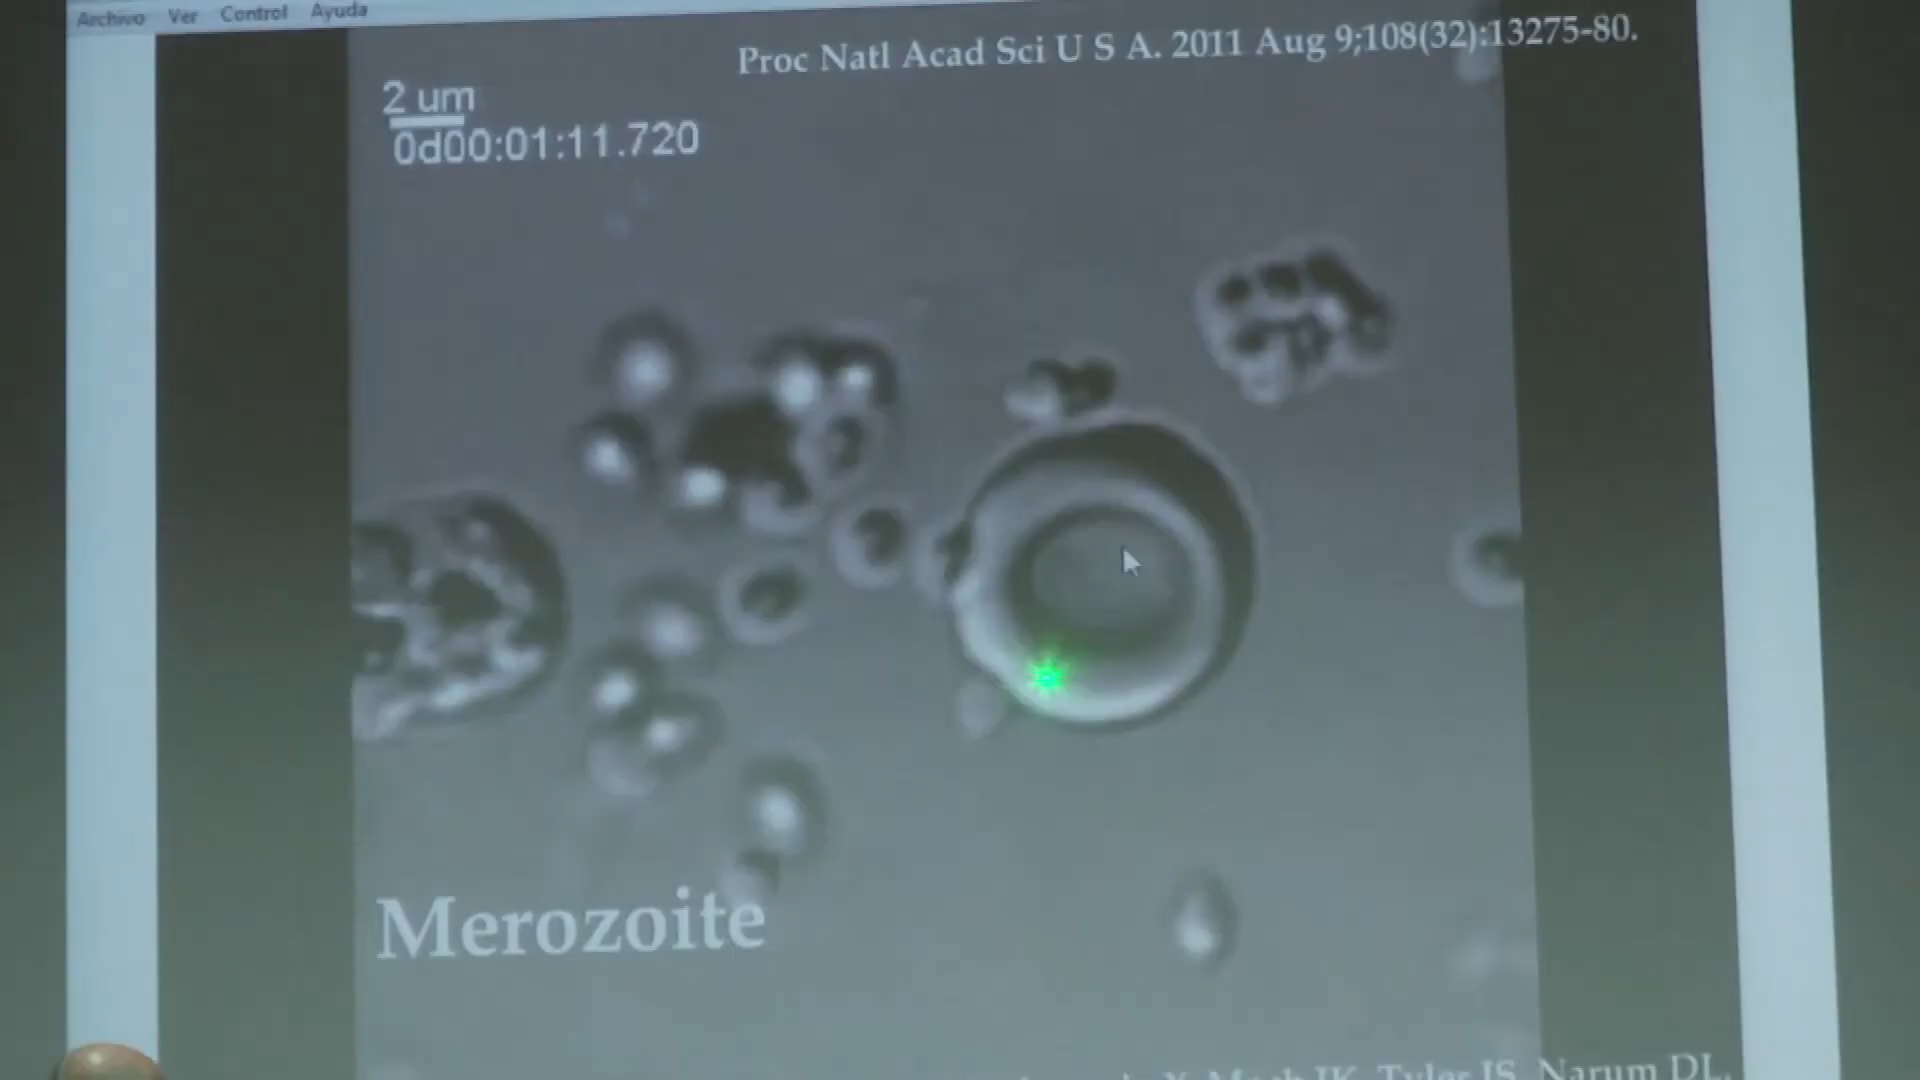 Archivo Ver Control Ayuda
Proc Natl Acad Sci U S A. 2011 Aug 9;108(32):13275-80.
2 um
0d00:01:11.720
Merozoite
JK, Tyler JS, Narum DL,